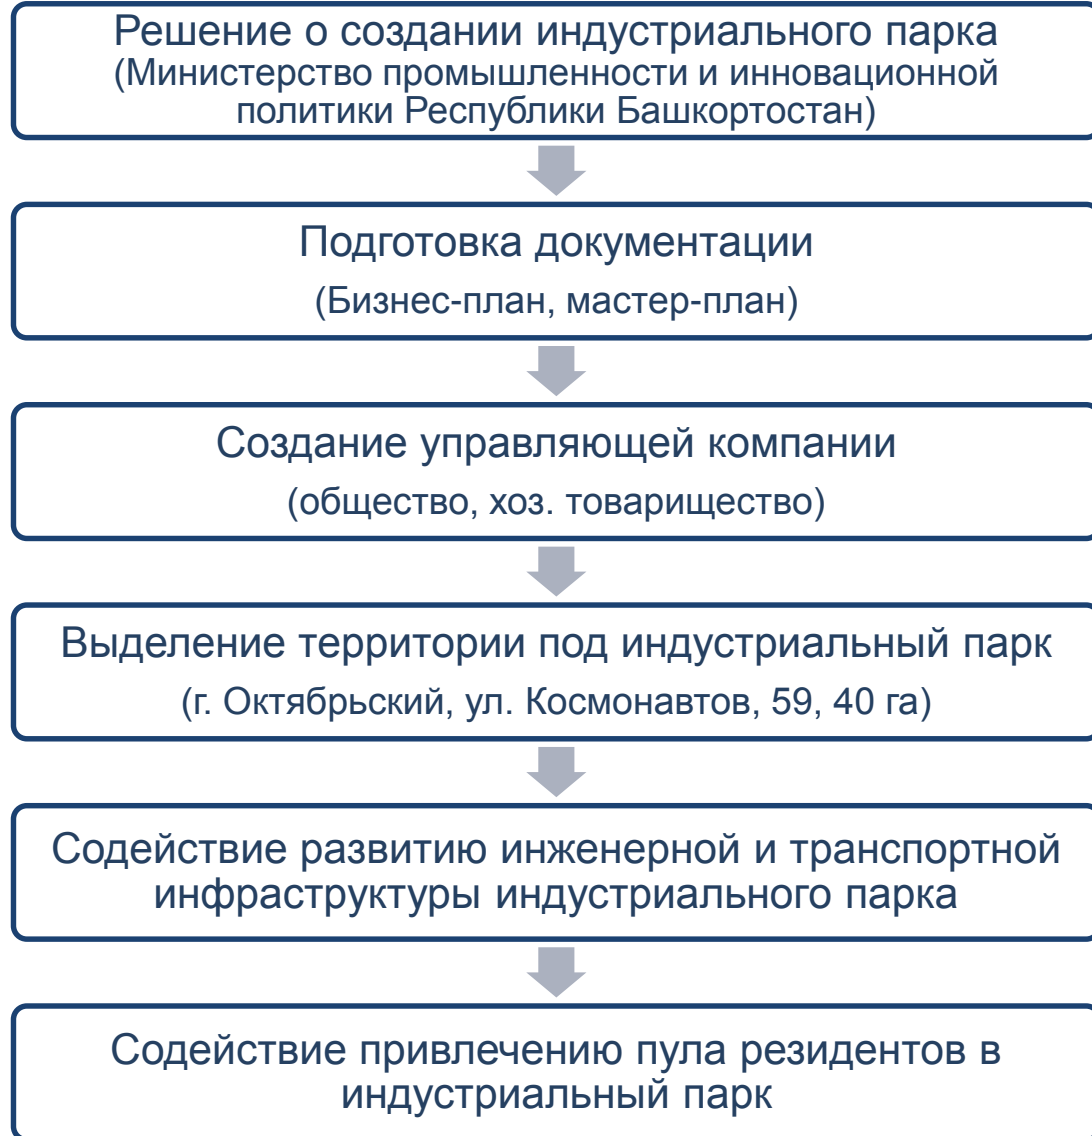 Решение о создании индустриального парка
(Министерство промышленности и инновационной
политики Республики Башкортостан)
Подготовка документации
(Бизнес-план, мастер-план)
Создание управляющей компании
(общество, хоз. товарищество)
Выделение территории под индустриальный парк
(г. Октябрьский, ул. Космонавтов, 59, 40 га)
Содействие развитию инженерной и транспортной
инфраструктуры индустриального парка
Содействие привлечению пула резидентов в
индустриальный парк